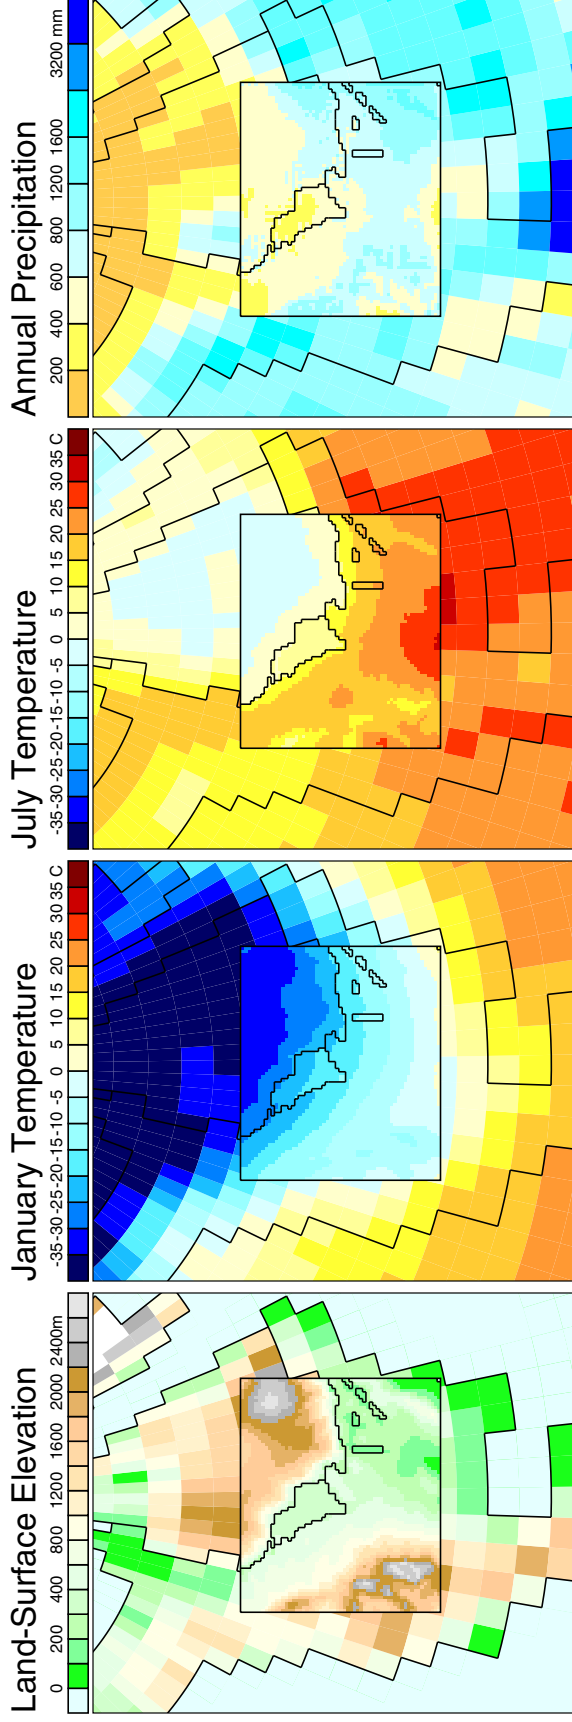 Land-Surface Elevation
0 200 400 800 1200 1600 2000 2400m
January Temperature
-35-30-25-20-15-10 -5 0 5 10 15 20 25 30 35 C
July Temperature
-35-30-25-20-15-10 -5 0 5 10 15 20 25 30 35 C
Annual Precipitation
200 400 600 800 1200 1600 3200 mm